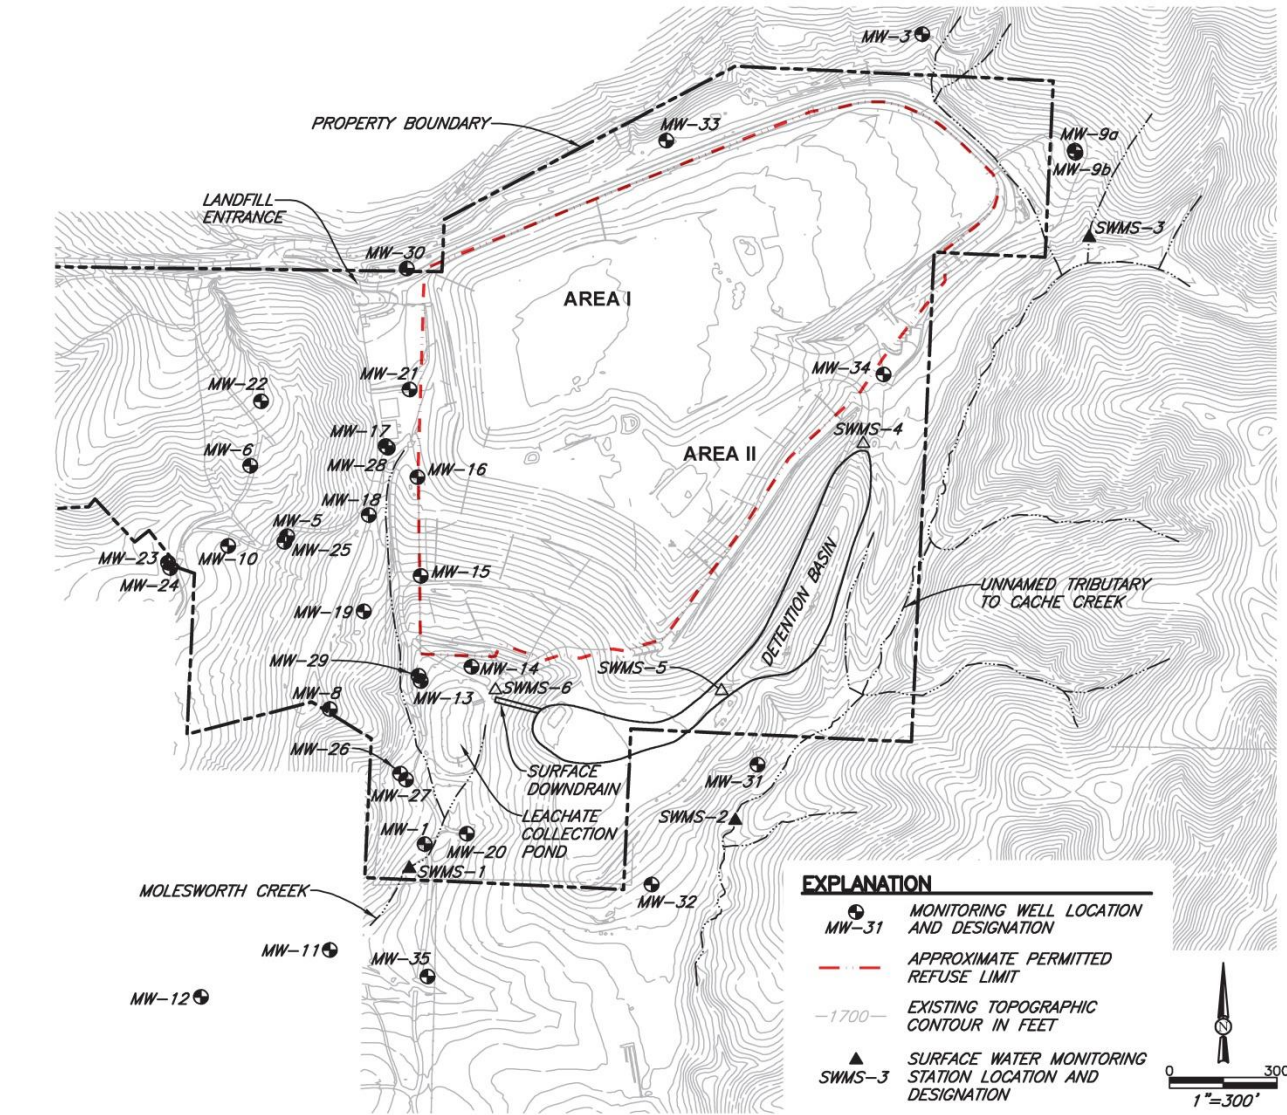 MW-3
PROPERTY BOUNDARY
MW-33
MW-9a
MW-9b
LANDFILL
ENTRANCE
SWMS-3
MW-30
AREA I
MW-34
MW-21
MW-22
SWMS-4
MW-17
MW-6
MW-28
AREA II
MW-16
MW-18
MW-5
MW-25
MW-10
MW-23
MW-24
MW-15
DETENTION BASIN
UNNAMED TRIBUTARY
TO CACHE CREEK
MW-19
MW-29
MW-14
SWMS-5
SWMS-6
MW-13
MW-8
MW-26
MW-27
SURFACE
DOWNDRAIN
MW-31
LEACHATE
COLLECTION
POND
SWMS-2
MW-1
MW-20
SWMS-1
MOLESWORTH CREEK
MW-32
MW-11
MW-35
MW-12
EXPLANATION
MW-31
MONITORING WELL LOCATION
AND DESIGNATION
APPROXIMATE PERMITTED
REFUSE LIMIT
1700
EXISTING TOPOGRAPHIC
CONTOUR IN FEET
SWMS-3
SURFACE WATER MONITORING
STATION LOCATION AND
DESIGNATION
N
0 300
1"=300'